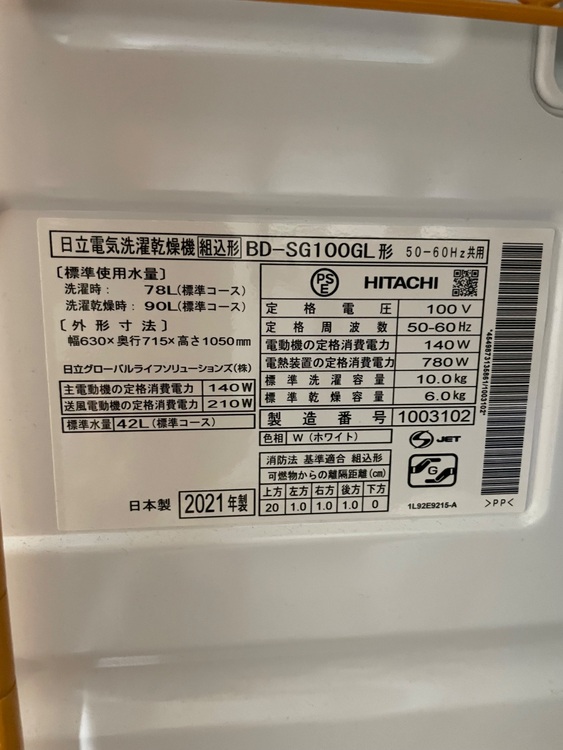 日立電気洗濯乾燥機 組込形 BD-SG100GL形 50-60Hz共用
〔標準使用水量〕
洗濯時： 78L(標準コース)
洗濯乾燥時： 90L(標準コース)
〔外形寸法〕
幅630×奥行715×高さ1050mm
日立グローバルライフソリューションズ(株)
主電動機の定格消費電力 140W
送風電動機の定格消費電力 210W
標準水量 42L(標準コース)
日本製 2021年製
PSE HITACHI
定格電圧 100V
定格周波数 50-60Hz
電動機の定格消費電力 140W
電熱装置の定格消費電力 780W
標準洗濯容量 10.0kg
標準乾燥容量 6.0kg
製造番号 1003102
色相 W(ホワイト)
消防法 基準適合 組込形
可燃物からの離隔距離(cm)
上方 左方 右方 後方 下方
20 1.0 1.0 1.0 0
S JET
G
1L92E9215-A
>PP<